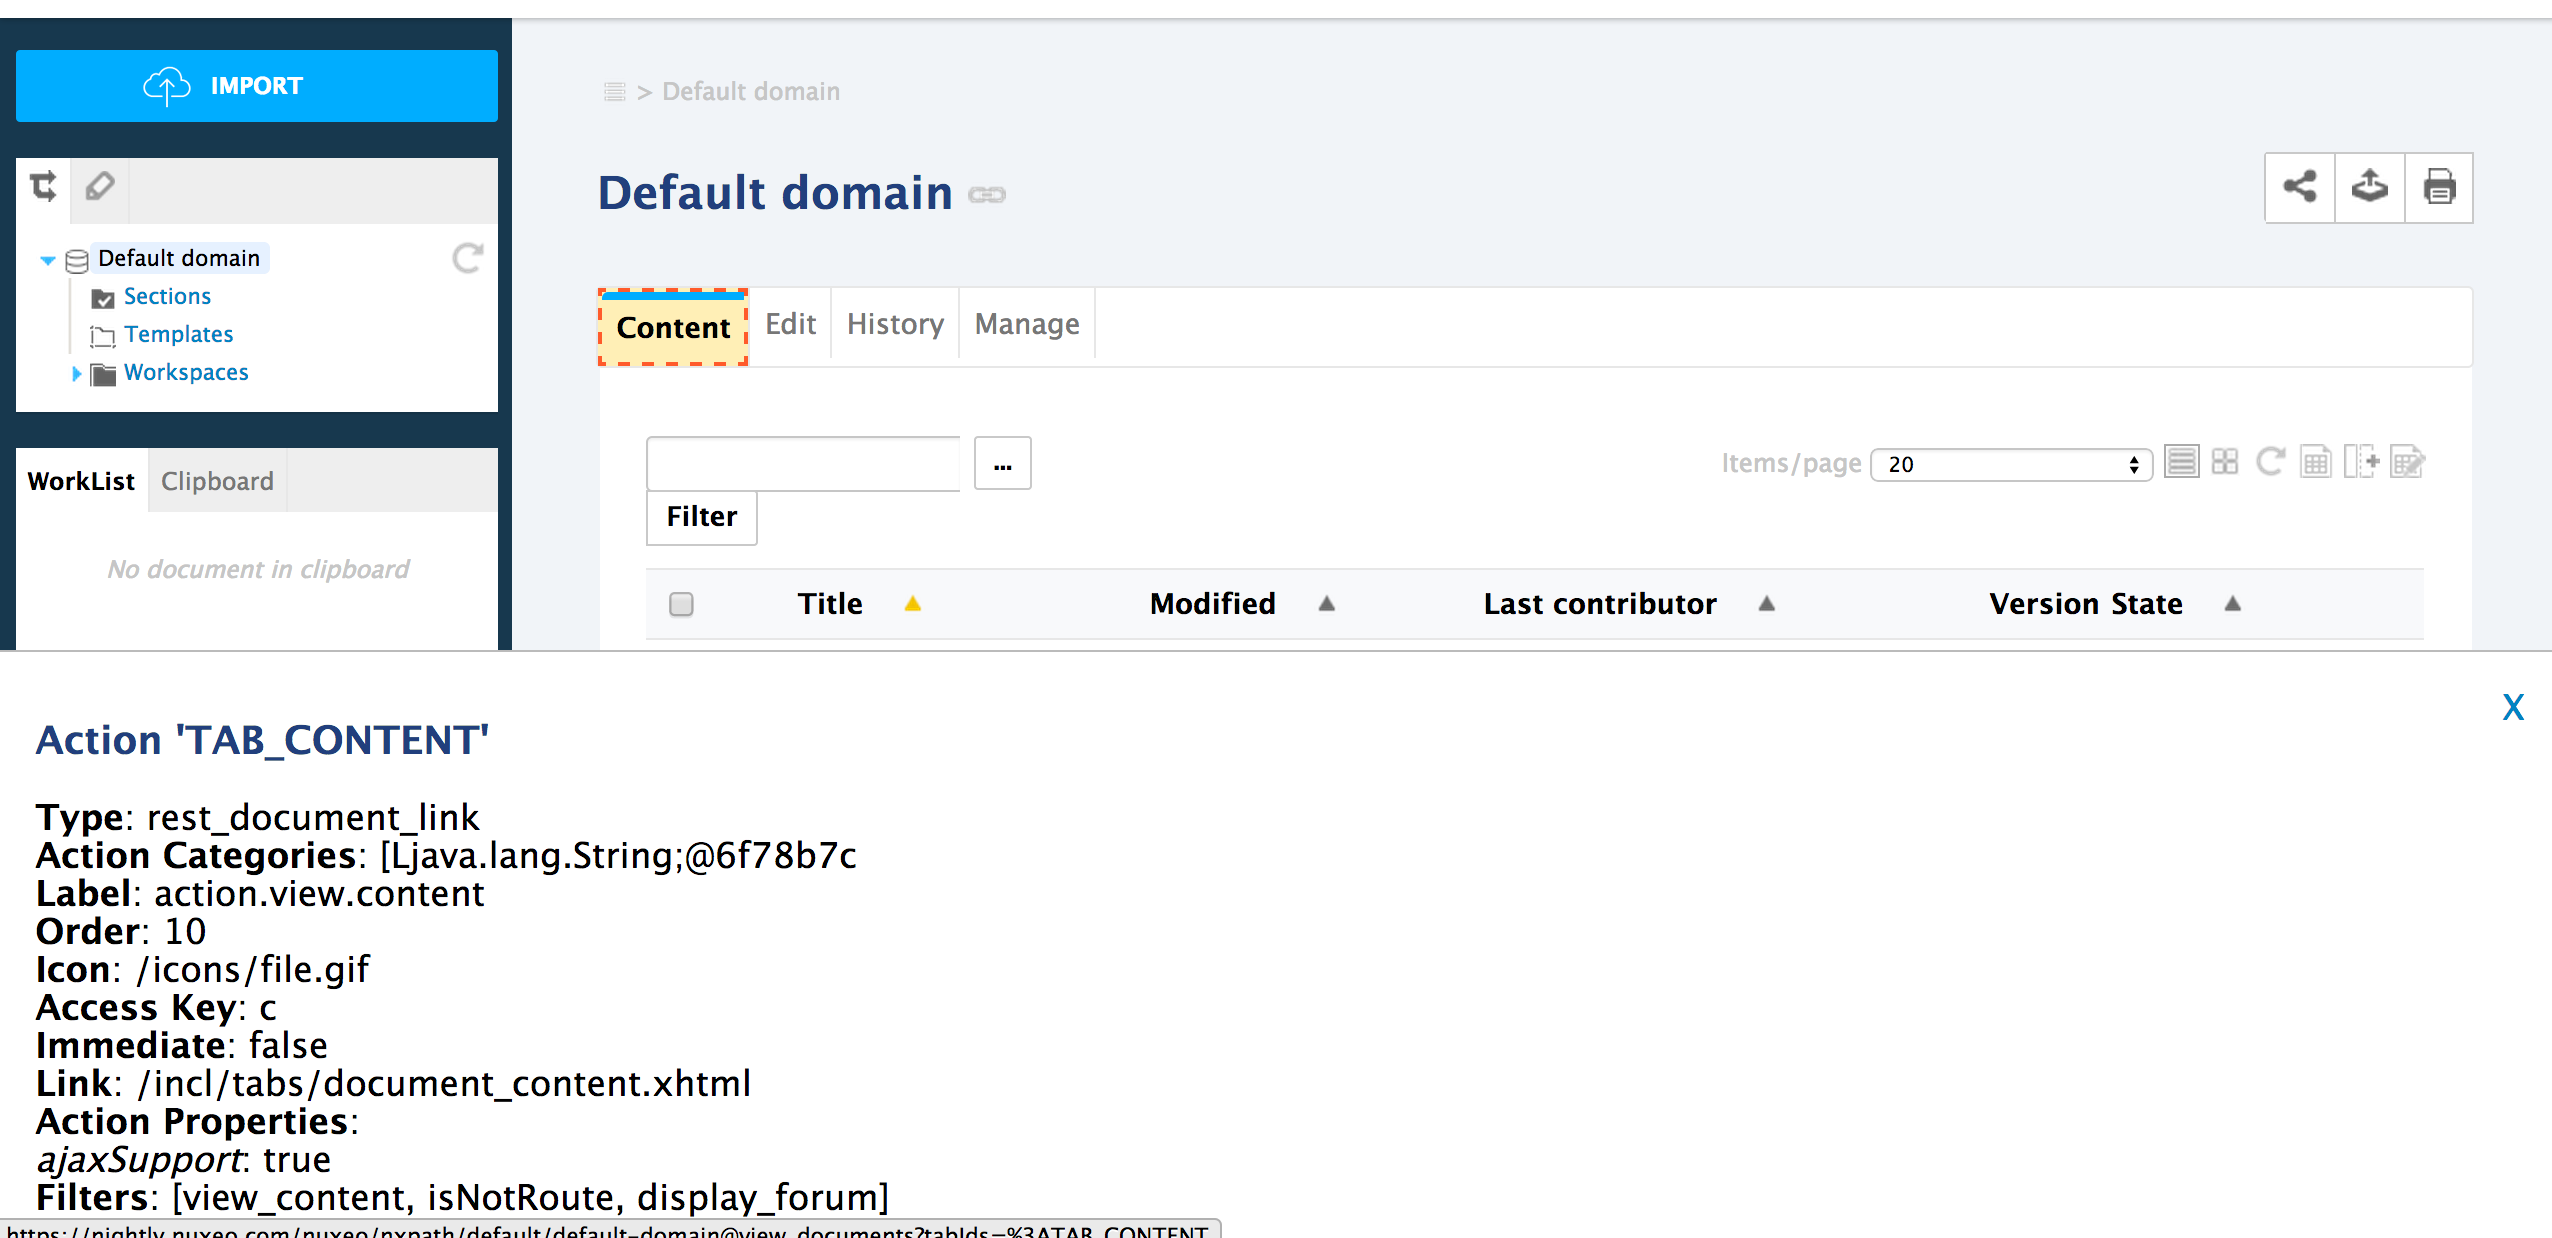 IMPORT
> Default domain
Default domain
Default domain
Sections
Templates
Workspaces
Content Edit History Manage
...
Items/page 20
Filter
WorkList Clipboard
No document in clipboard
Title Modified Last contributor Version State
X
Action 'TAB_CONTENT'
Type: rest_document_link
Action Categories: [Ljava.lang.String;@6f78b7c
Label: action.view.content
Order: 10
Icon: /icons/file.gif
Access Key: c
Immediate: false
Link: /incl/tabs/document_content.xhtml
Action Properties:
ajaxSupport: true
Filters: [view_content, isNotRoute, display_forum]
https://nightly.nuxeo.com/nuxeo/nxpath/default/default-domain@view_documents?tabIds=%3ATAB_CONTENT